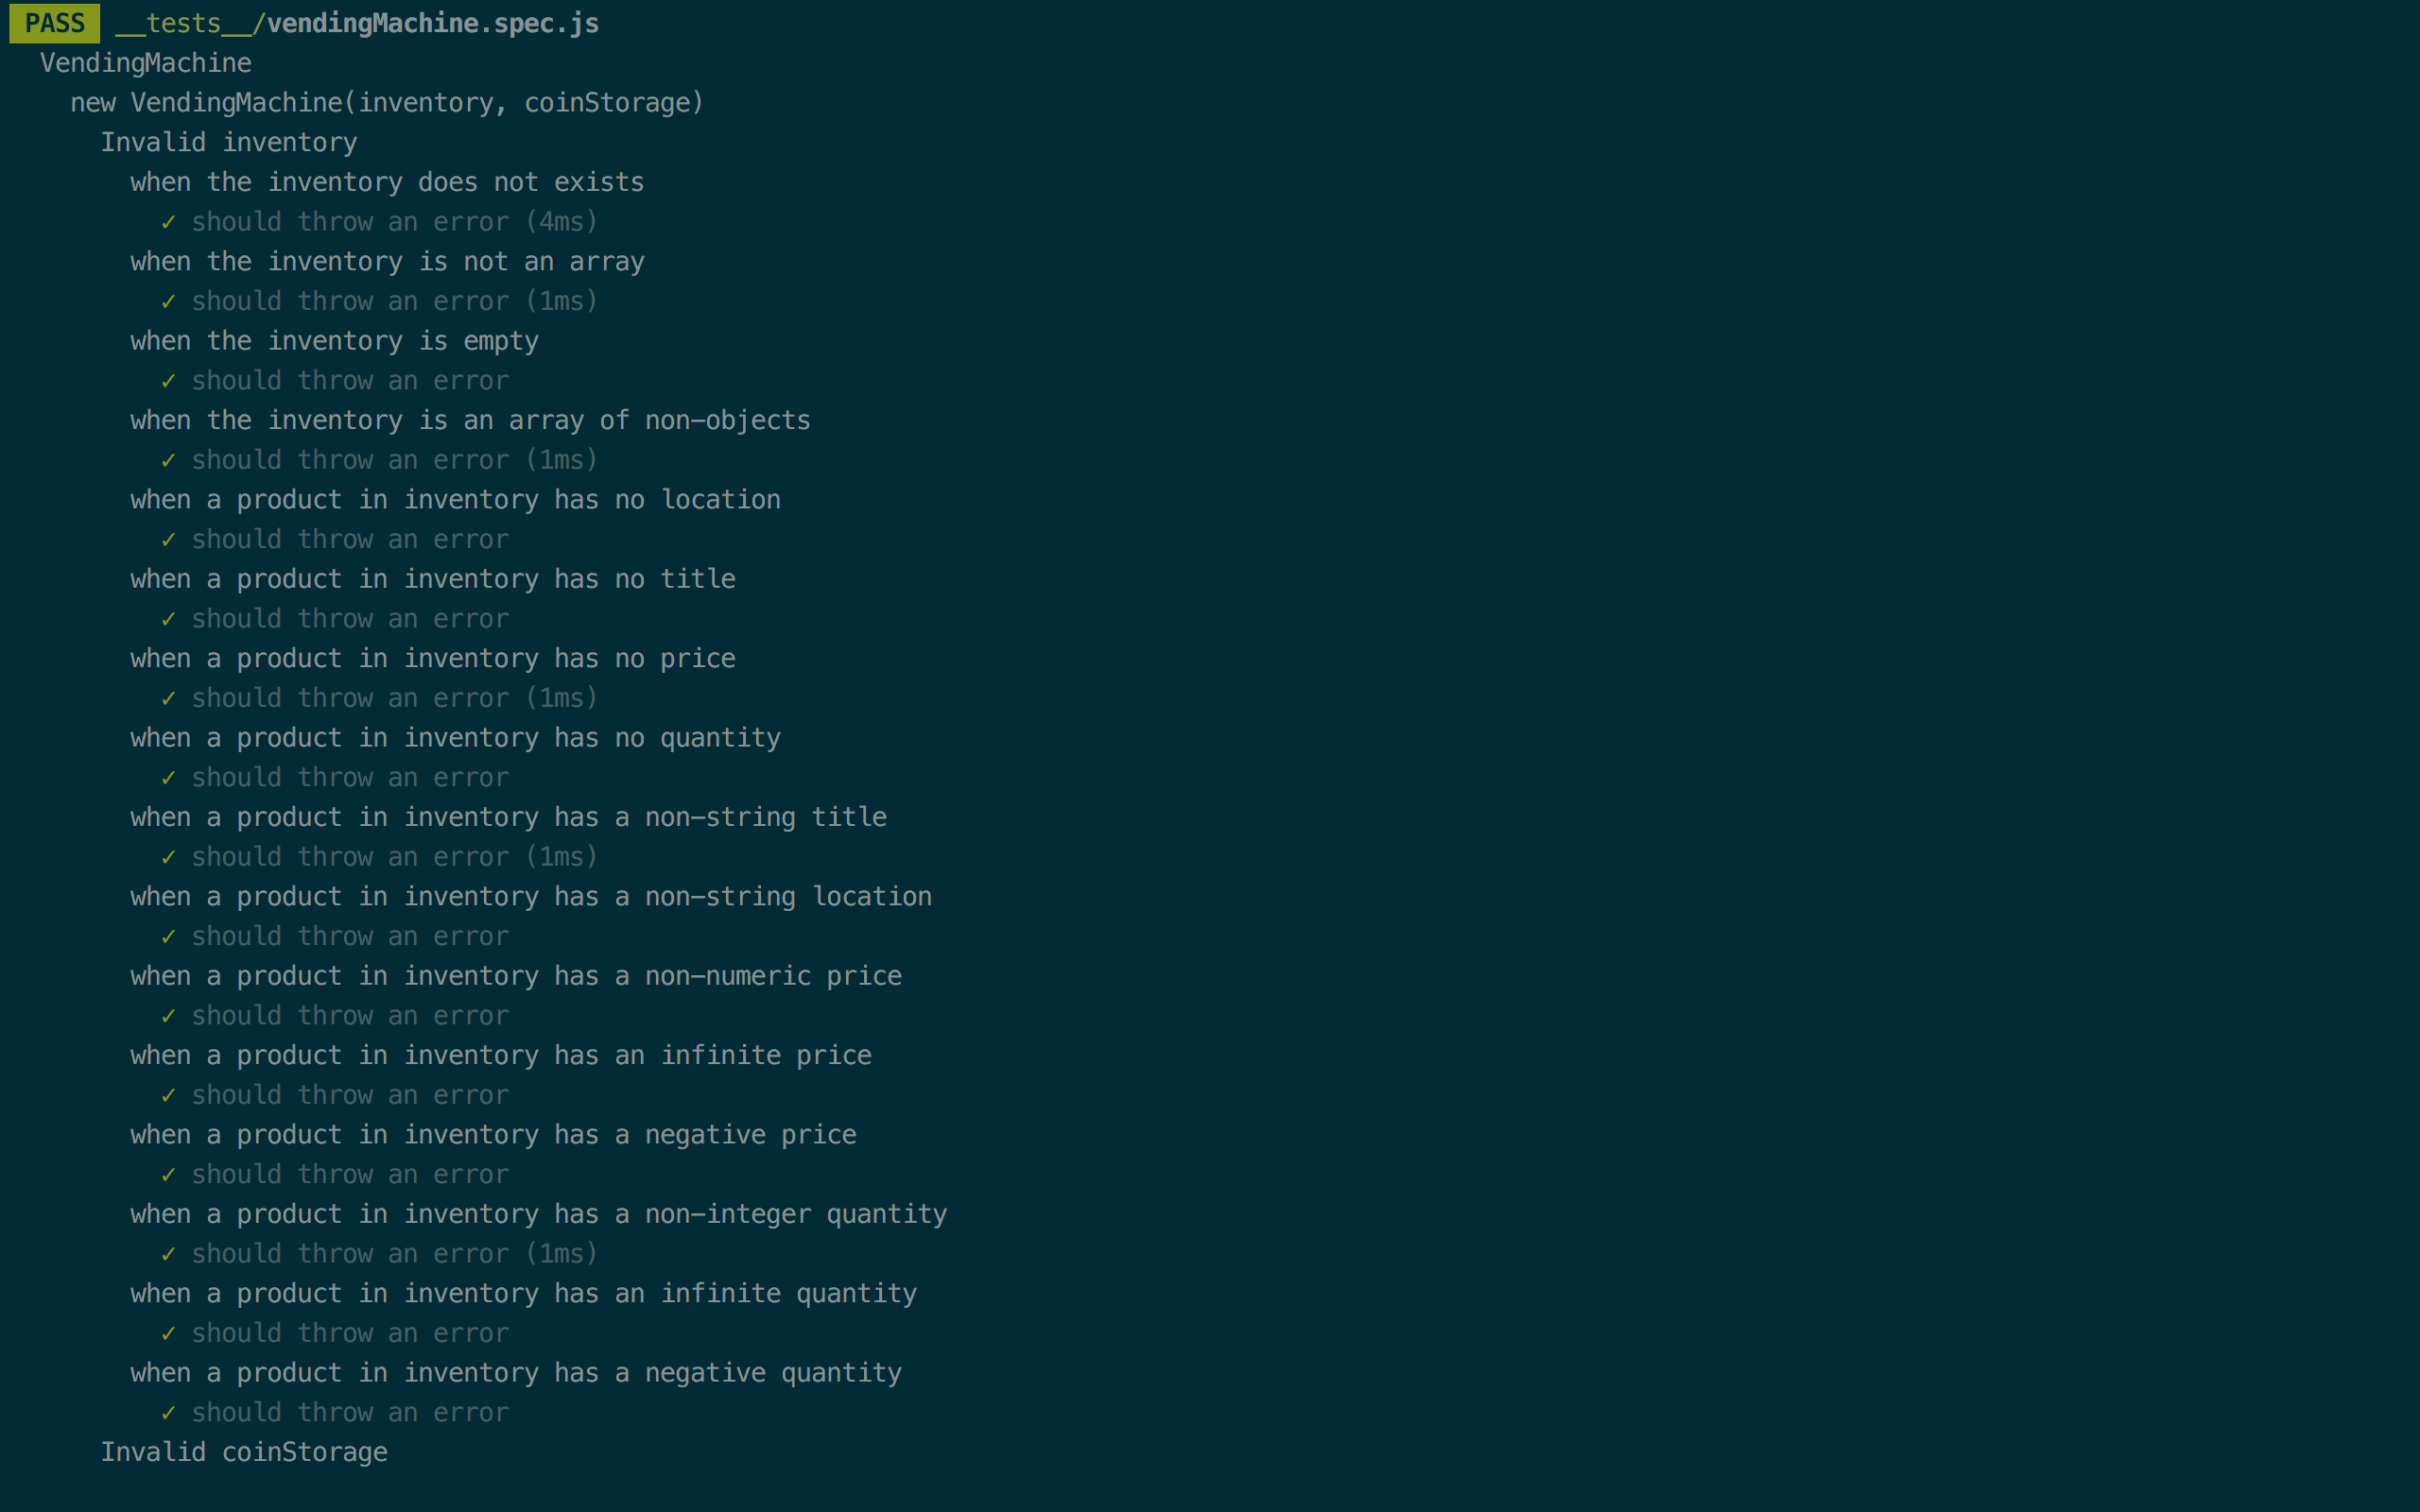 PASS __tests__/vendingMachine.spec.js
VendingMachine
new VendingMachine(inventory, coinStorage)
Invalid inventory
when the inventory does not exists
✓ should throw an error (4ms)
when the inventory is not an array
✓ should throw an error (1ms)
when the inventory is empty
✓ should throw an error
when the inventory is an array of non-objects
✓ should throw an error (1ms)
when a product in inventory has no location
✓ should throw an error
when a product in inventory has no title
✓ should throw an error
when a product in inventory has no price
✓ should throw an error (1ms)
when a product in inventory has no quantity
✓ should throw an error
when a product in inventory has a non-string title
✓ should throw an error (1ms)
when a product in inventory has a non-string location
✓ should throw an error
when a product in inventory has a non-numeric price
✓ should throw an error
when a product in inventory has an infinite price
✓ should throw an error
when a product in inventory has a negative price
✓ should throw an error
when a product in inventory has a non-integer quantity
✓ should throw an error (1ms)
when a product in inventory has an infinite quantity
✓ should throw an error
when a product in inventory has a negative quantity
✓ should throw an error
Invalid coinStorage